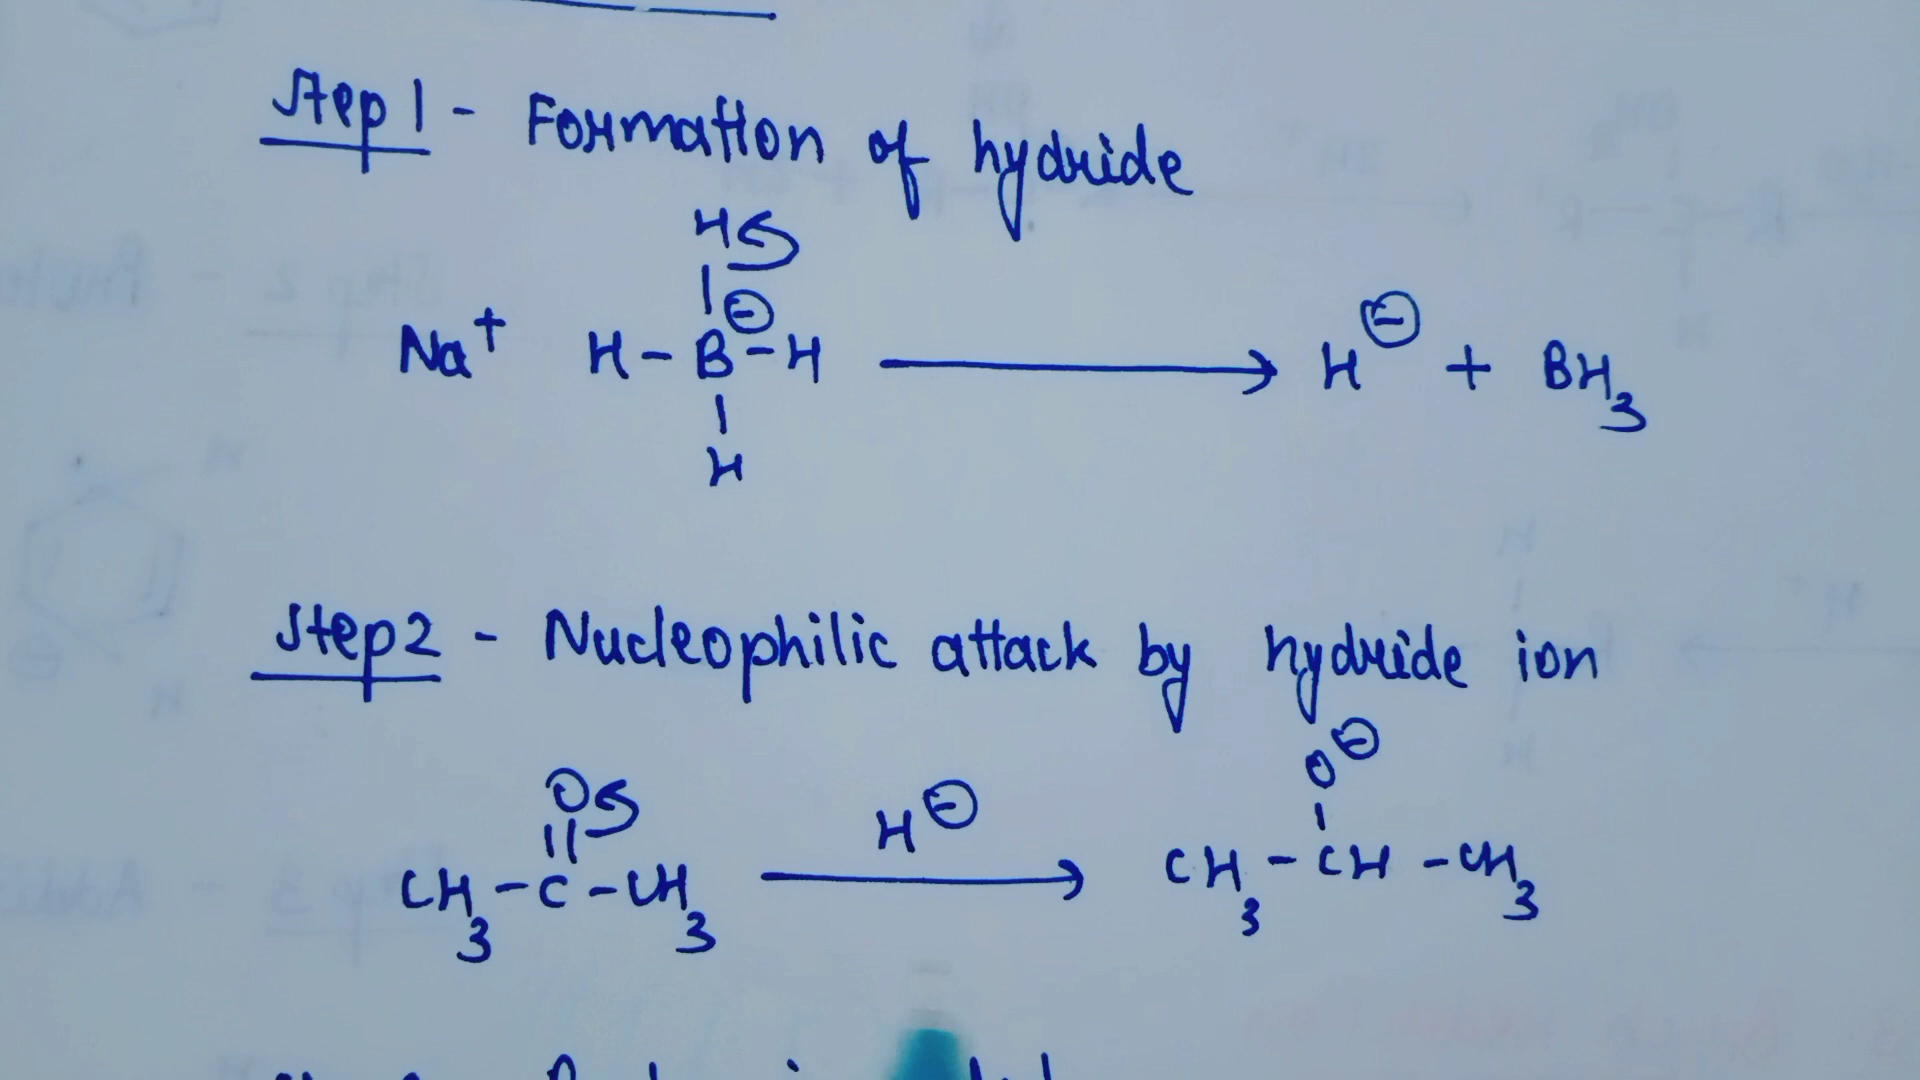 Step 1 - Formation of hydride
H
Na⁺ H-B⊖-H ⟶ H⊖ + BH₃
H
Step 2 - Nucleophilic attack by hydride ion
O H⊖ O⊖
CH₃-C-CH₃ ⟶ CH₃-CH-CH₃